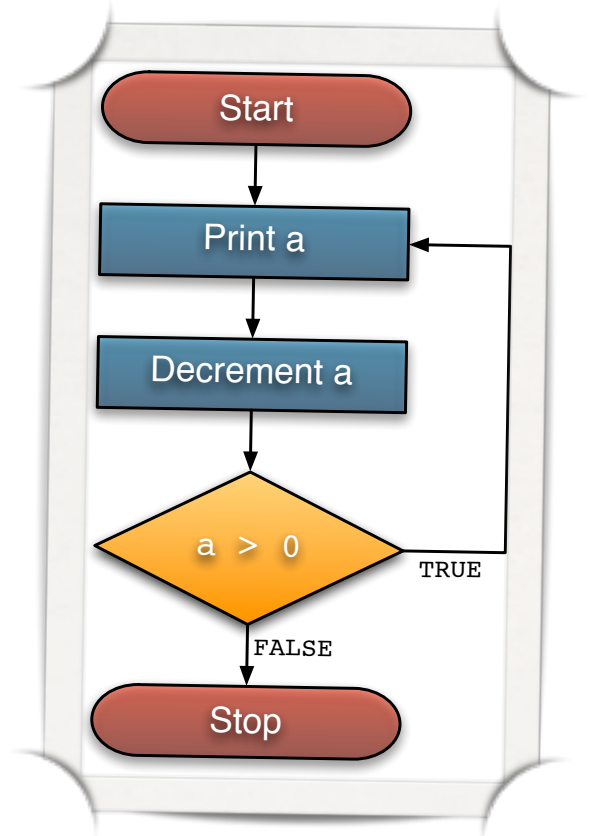 Start
Print a
Decrement a
a > 0
TRUE
FALSE
Stop